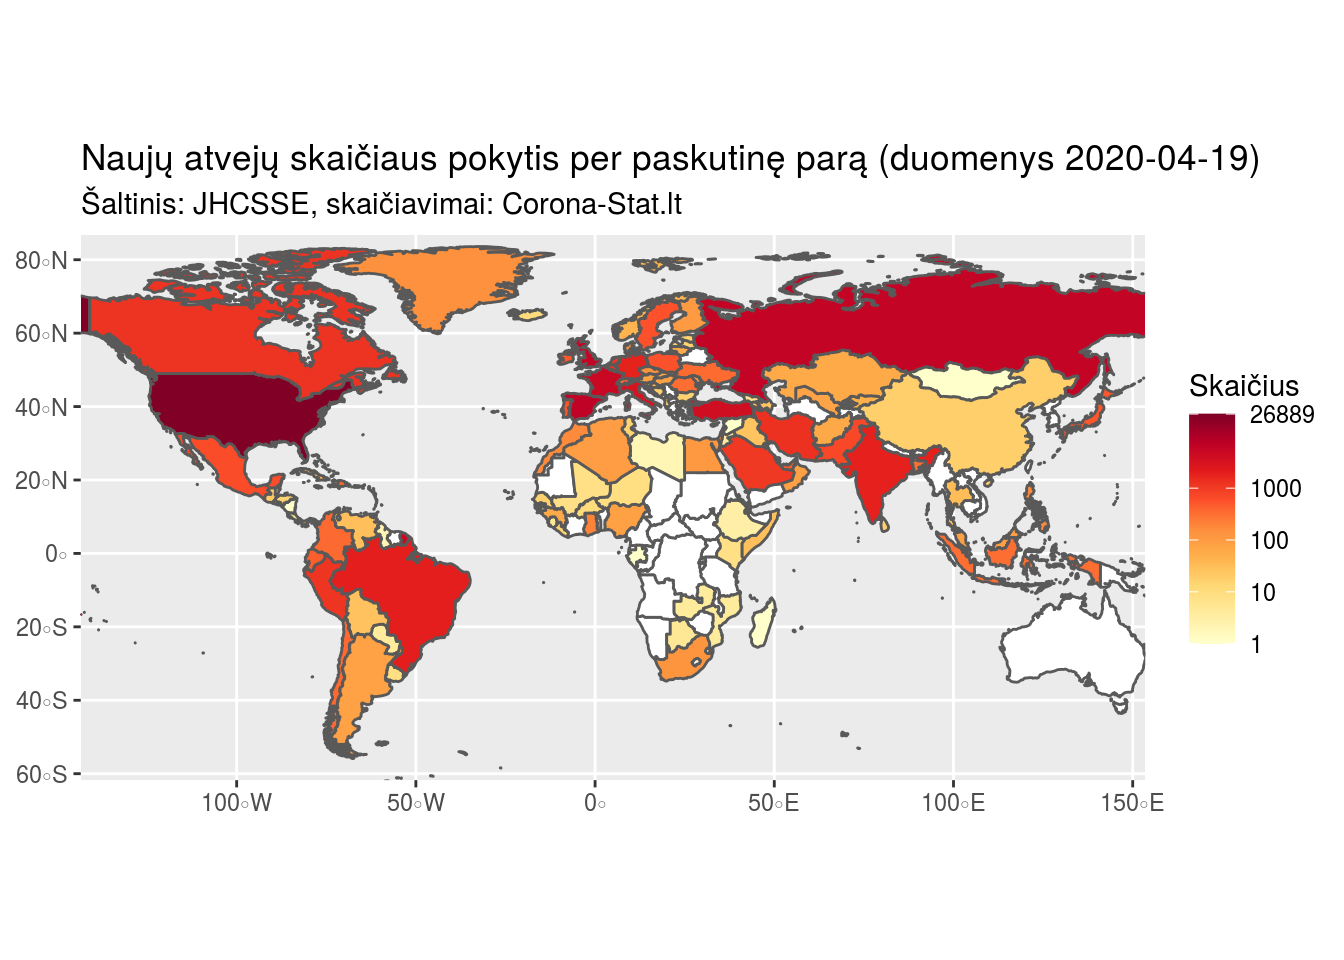 Naujų atvejų skaičiaus pokytis per paskutinę parą (duomenys 2020-04-19)
Šaltinis: JHCSSE, skaičiavimai: Corona-Stat.lt
80°N
60°N
40°N
20°N
0°
20°S
40°S
60°S
100°W
50°W
0°
50°E
100°E
150°E
Skaičius
26889
1000
100
10
1